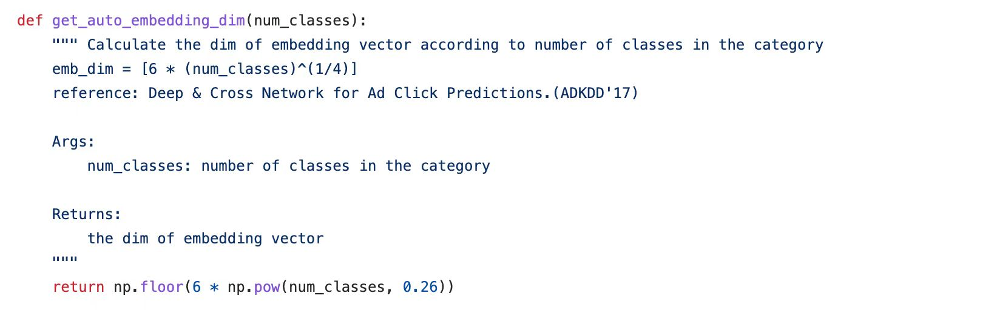 def get_auto_embedding_dim(num_classes):
    """ Calculate the dim of embedding vector according to number of classes in the category
    emb_dim = [6 * (num_classes)^(1/4)]
    reference: Deep & Cross Network for Ad Click Predictions.(ADKDD'17)

    Args:
        num_classes: number of classes in the category

    Returns:
        the dim of embedding vector
    """
    return np.floor(6 * np.pow(num_classes, 0.26))